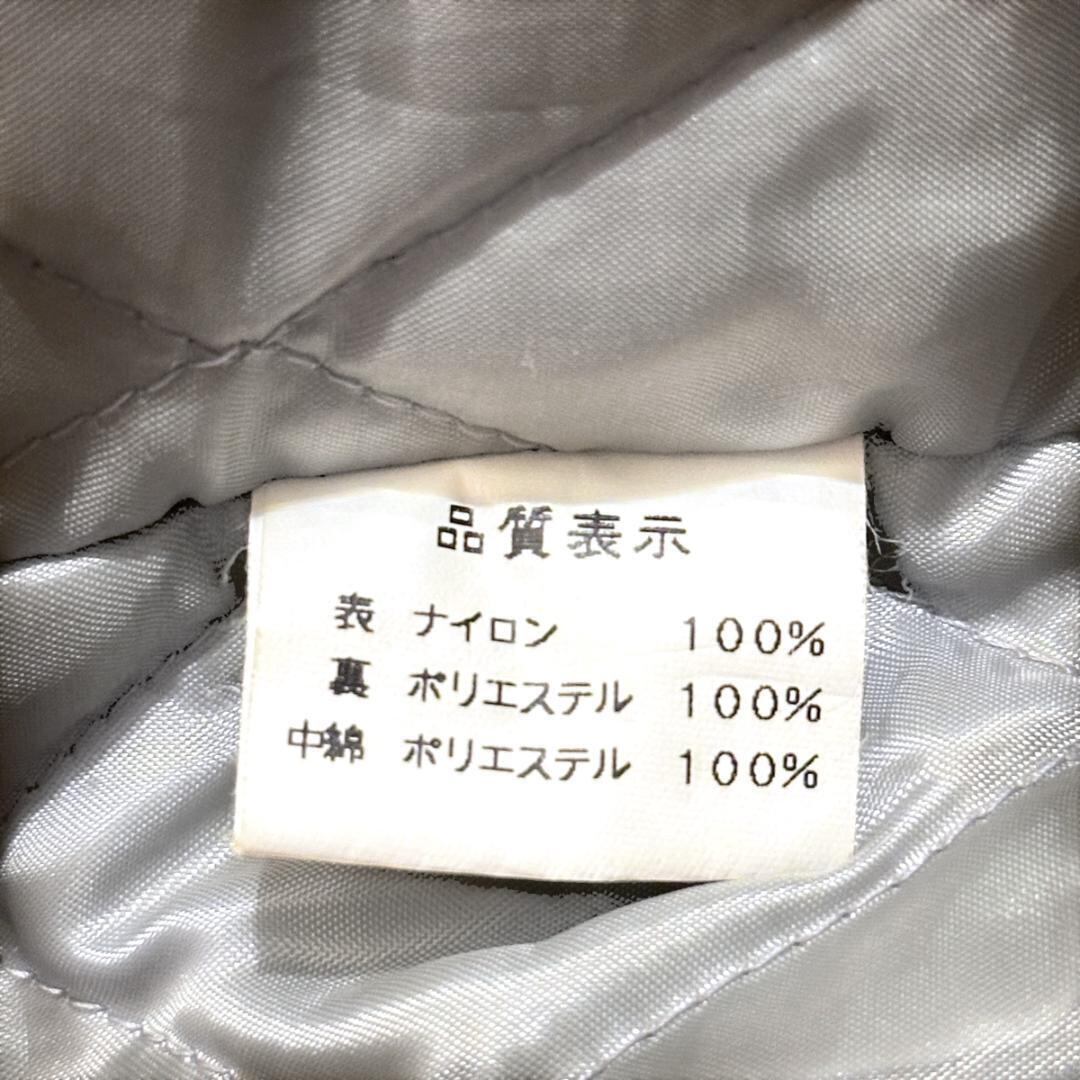 品質表示
表 ナイロン 100%
裏 ポリエステル 100%
中綿 ポリエステル 100%